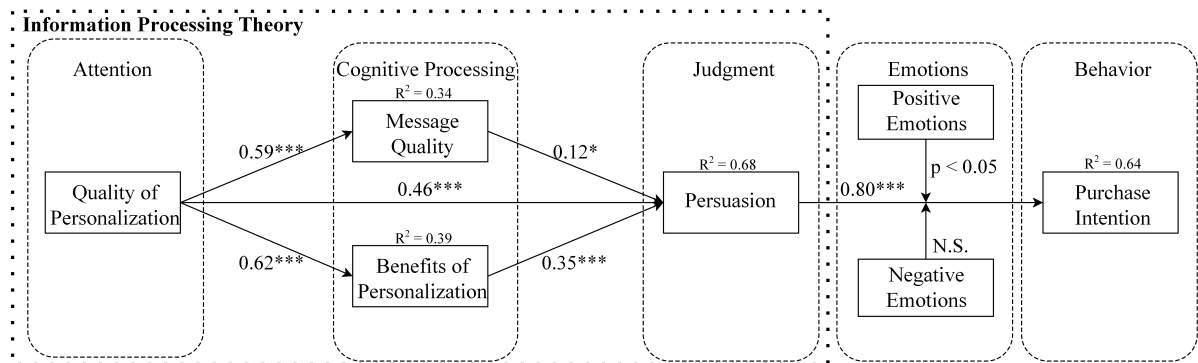 Information Processing Theory
Attention
Cognitive Processing
Judgment
Emotions
Behavior
R² = 0.34
Message
Quality
Positive
Emotions
0.59***
0.12*
p < 0.05
Quality of
Personalization
0.46***
R² = 0.68
Persuasion
0.80***
R² = 0.64
Purchase
Intention
0.62***
R² = 0.39
Benefits of
Personalization
0.35***
N.S.
Negative
Emotions